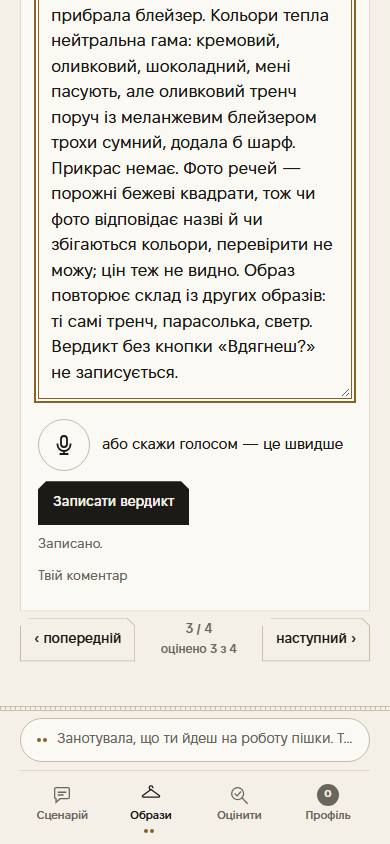 прибрала блейзер. Кольори тепла
нейтральна гама: кремовий,
оливковий, шоколадний, мені
пасують, але оливковий тренч
поруч із меланжевим блейзером
трохи сумний, додала б шарф.
Прикрас немає. Фото речей —
порожні бежеві квадрати, тож чи
фото відповідає назві й чи
збігаються кольори, перевірити не
можу; цін теж не видно. Образ
повторює склад із других образів:
ті самі тренч, парасолька, светр.
Вердикт без кнопки «Вдягнеш?»
не записується.
або скажи голосом — це швидше
Записати вердикт
Записано.
Твій коментар
‹ попередній
3 / 4
оцінено 3 з 4
наступний ›
Занотувала, що ти йдеш на роботу пішки. Т...
Сценарій
Образи
Оцінити
О
Профіль